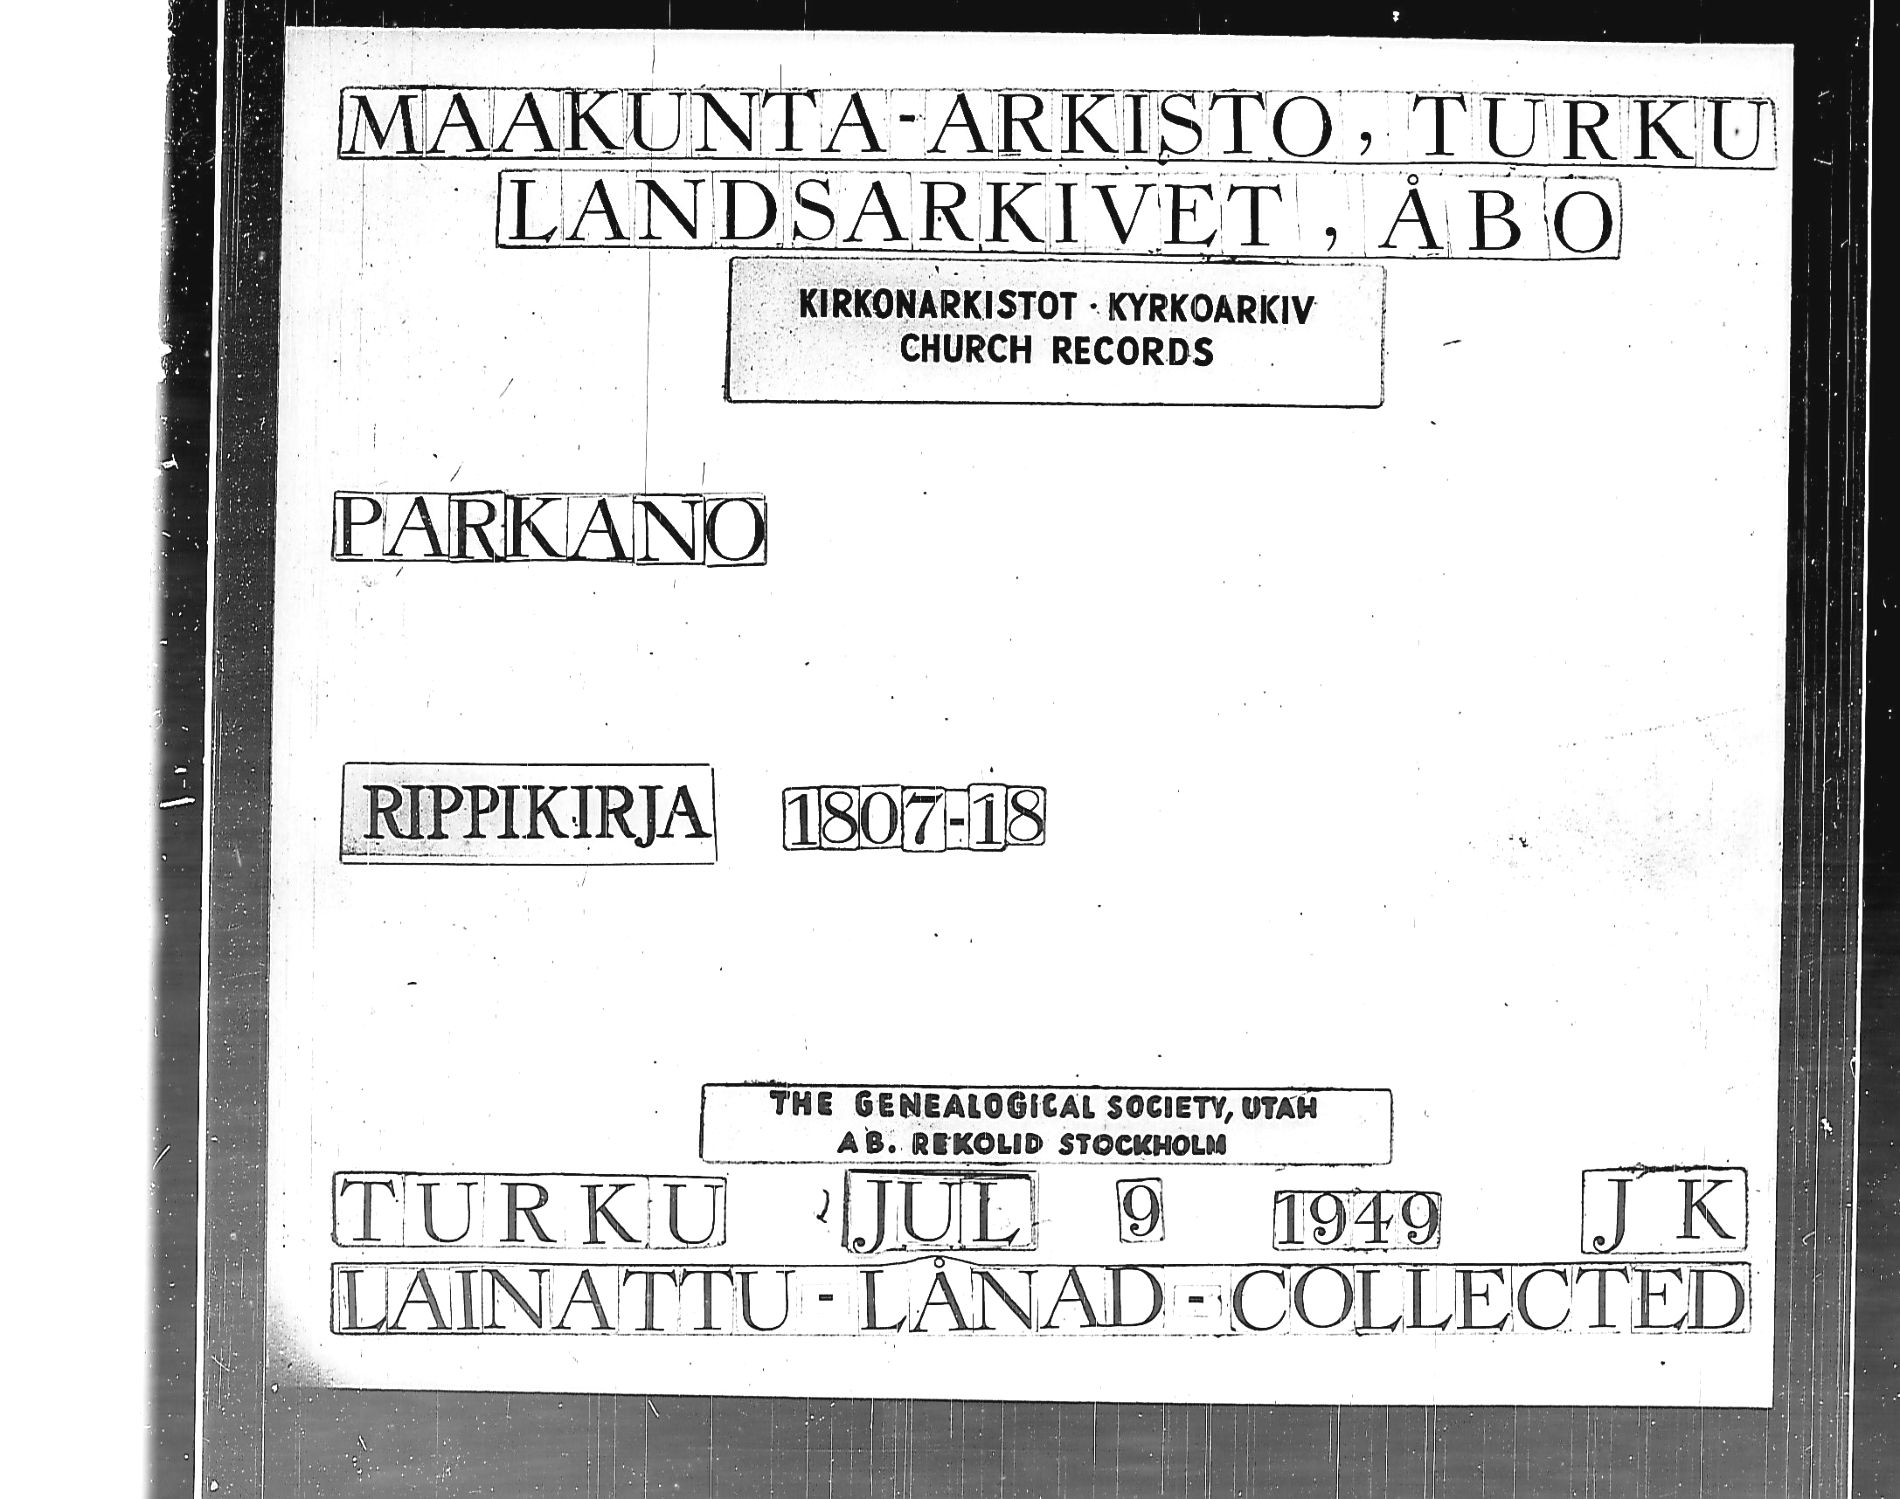 MAAKUNTA-ARKISTO, TURKU
LANDSARKIVET, ÅBO
KIRKONARKISTOT · KYRKOARKIV
CHURCH RECORDS
PARKANO
RIPPIKIRJA 1807-18
THE GENEALOGICAL SOCIETY, UTAH
AB. REKOLID STOCKHOLM
TURKU JUL 9 1949 J K
LAINATTU - LÅNAD - COLLECTED